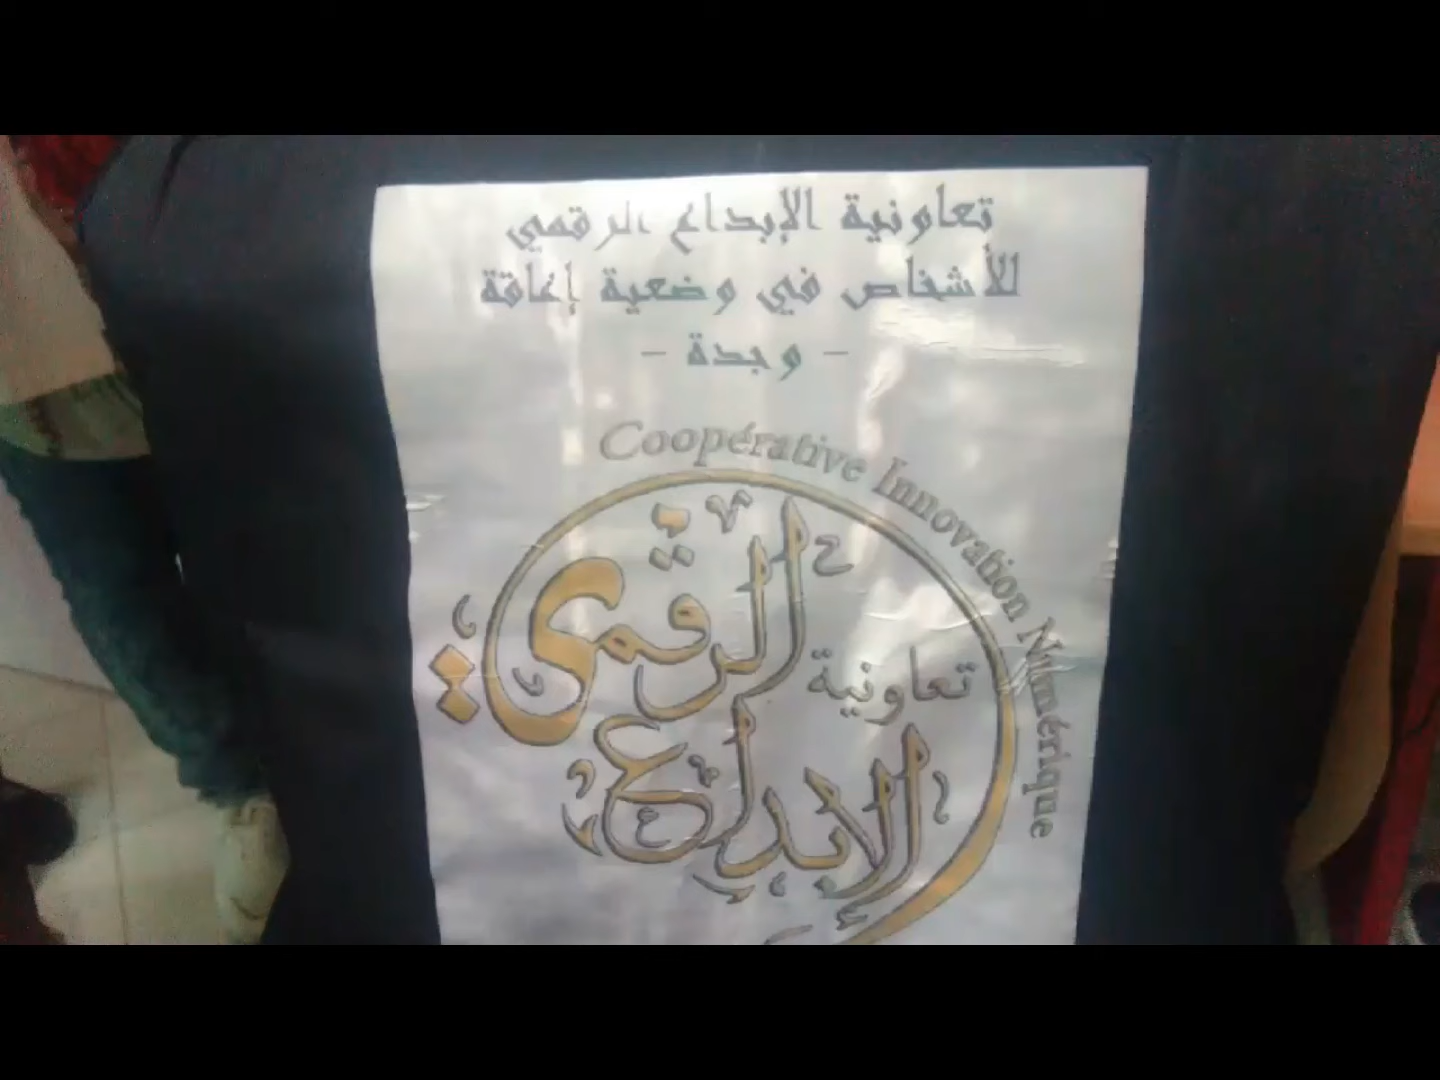 تعاونية الإبداع الرقمي
للأشخاص في وضعية إعاقة
- وجدة -
Coopérative Innovation Numérique
الرقمي
تعاونية
الإبداع